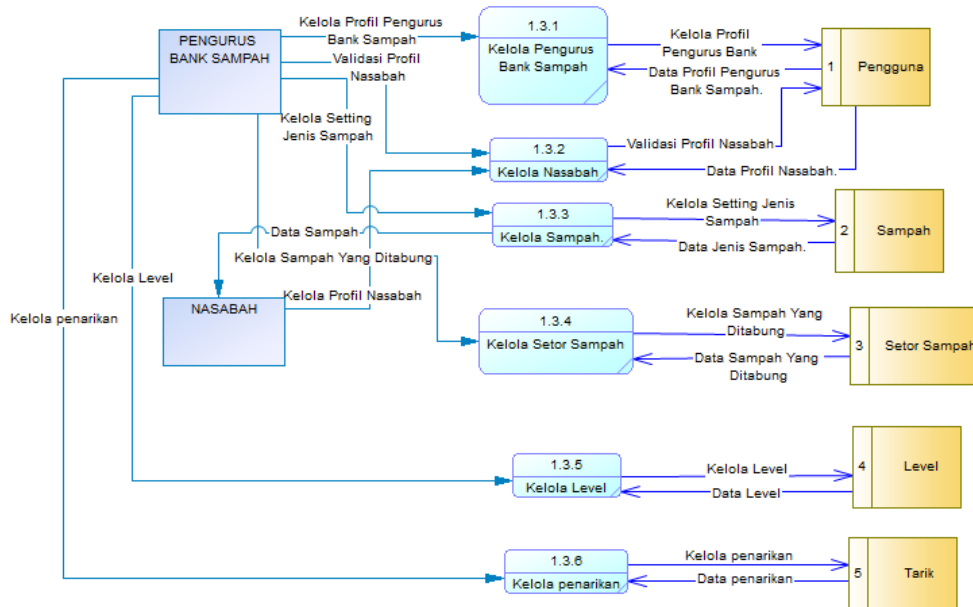 Kelola Profil Pengurus
Bank Sampah
PENGURUS
BANK SAMPAH
Validasi Profil
Nasabah
1.3.1
Kelola Pengurus
Bank Sampah
Kelola Profil
Pengurus Bank
Data Profil Pengurus
Bank Sampah.
1
Pengguna
Kelola Setting
Jenis Sampah
1.3.2
Kelola Nasabah
Validasi Profil Nasabah
Data Profil Nasabah.
1.3.3
Kelola Sampah.
Kelola Setting Jenis
Sampah
Data Jenis Sampah.
2
Sampah
Data Sampah
Kelola Sampah Yang Ditabung
Kelola Level
Kelola Profil Nasabah
NASABAH
Kelola penarikan
1.3.4
Kelola Setor Sampah
Kelola Sampah Yang
Ditabung
Data Sampah Yang
Ditabung
3
Setor Sampah
1.3.5
Kelola Level
Kelola Level
Data Level
4
Level
1.3.6
Kelola penarikan
Kelola penarikan
Data penarikan
5
Tarik